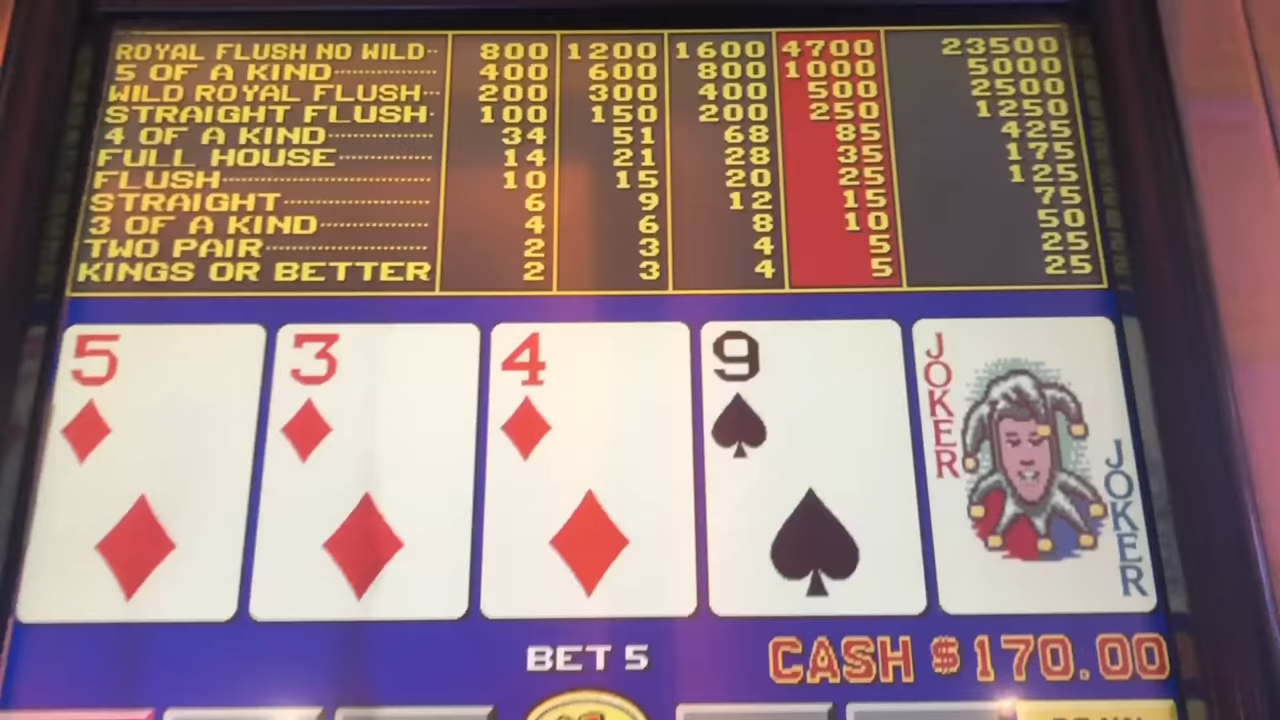 ROYAL FLUSH NO WILD 800 1200 1600 4700 23500
5 OF A KIND 400 600 800 1000 5000
WILD ROYAL FLUSH 200 300 400 500 2500
STRAIGHT FLUSH 100 150 200 250 1250
4 OF A KIND 34 51 68 85 425
FULL HOUSE 14 21 28 35 175
FLUSH 10 15 20 25 125
STRAIGHT 6 9 12 15 75
3 OF A KIND 4 6 8 10 50
TWO PAIR 2 3 4 5 25
KINGS OR BETTER 2 3 4 5 25
5 3 4 9 JOKER
JOKER
BET 5 CASH $170.00